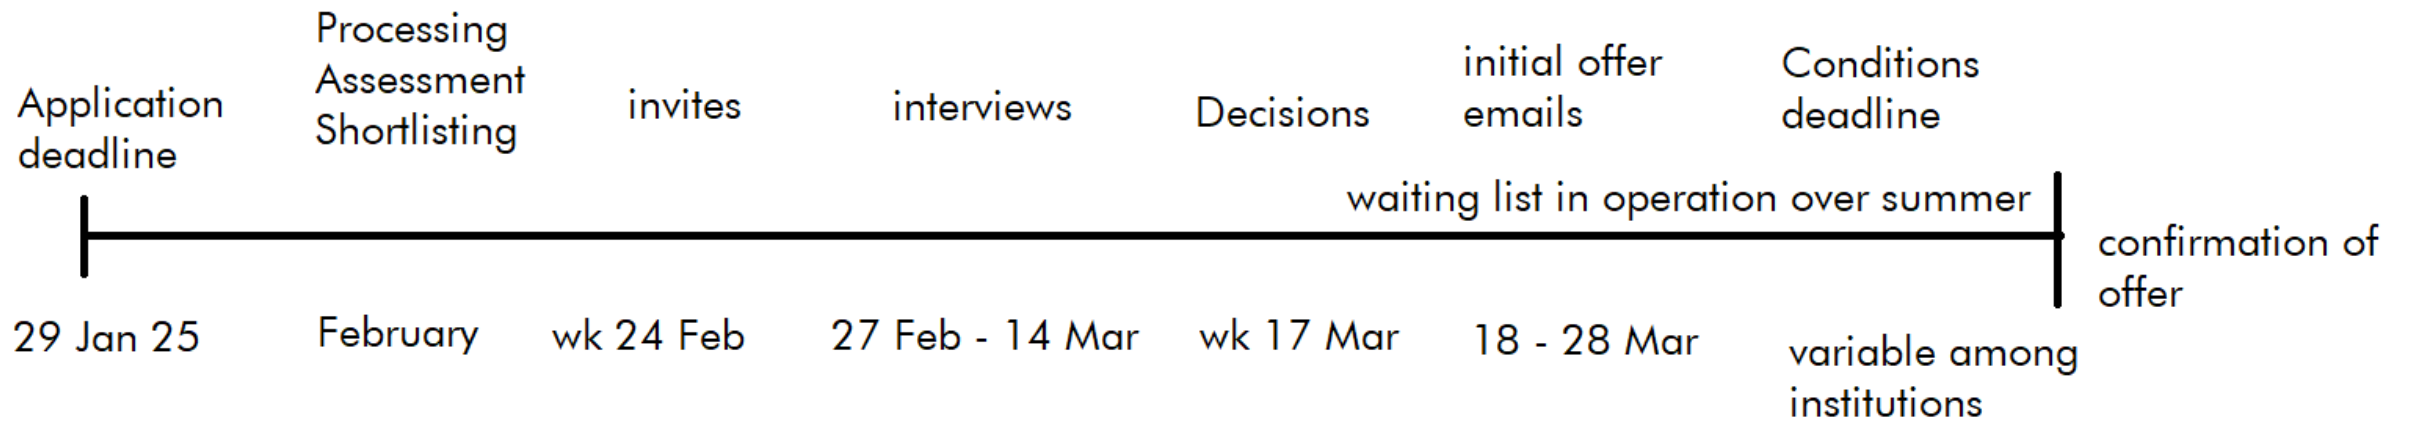 Application
deadline
Processing
Assessment
Shortlisting
invites
interviews
Decisions
initial offer
emails
Conditions
deadline
waiting list in operation over summer
confirmation of
offer
29 Jan 25
February
wk 24 Feb
27 Feb - 14 Mar
wk 17 Mar
18 - 28 Mar
variable among
institutions